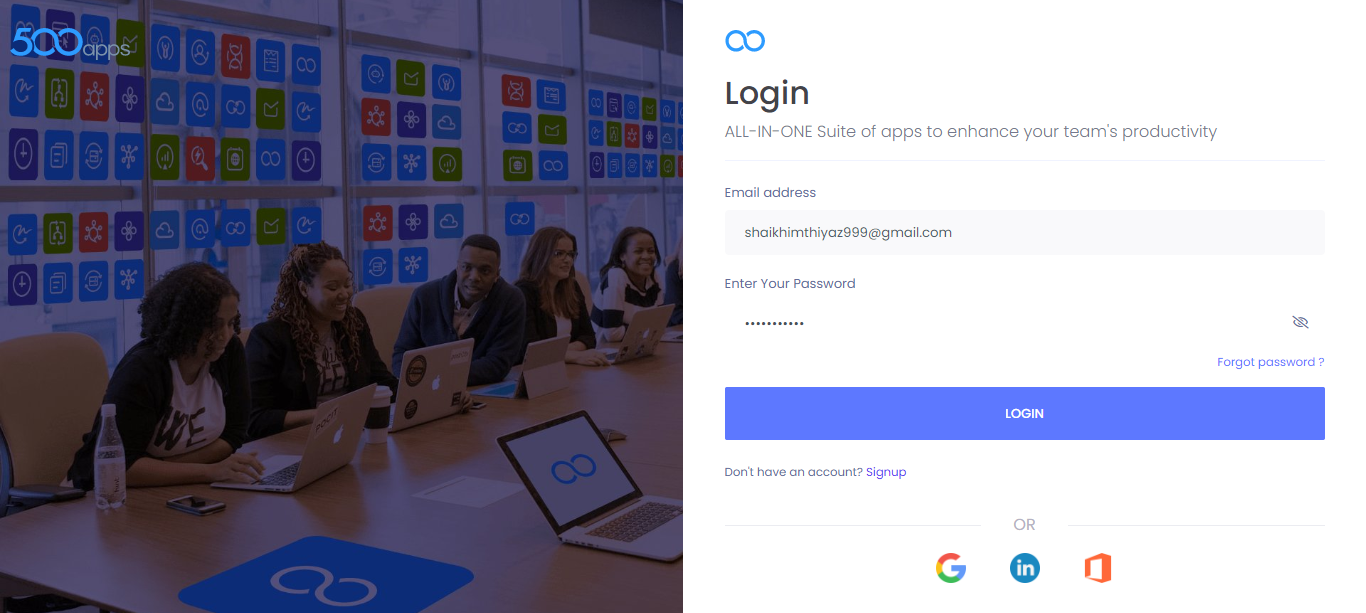 500apps
Login
ALL-IN-ONE Suite of apps to enhance your team's productivity
Email address
shaikhimthiyaz999@gmail.com
Enter Your Password
•••••••••••
Forgot password ?
LOGIN
Don't have an account? Signup
OR
in